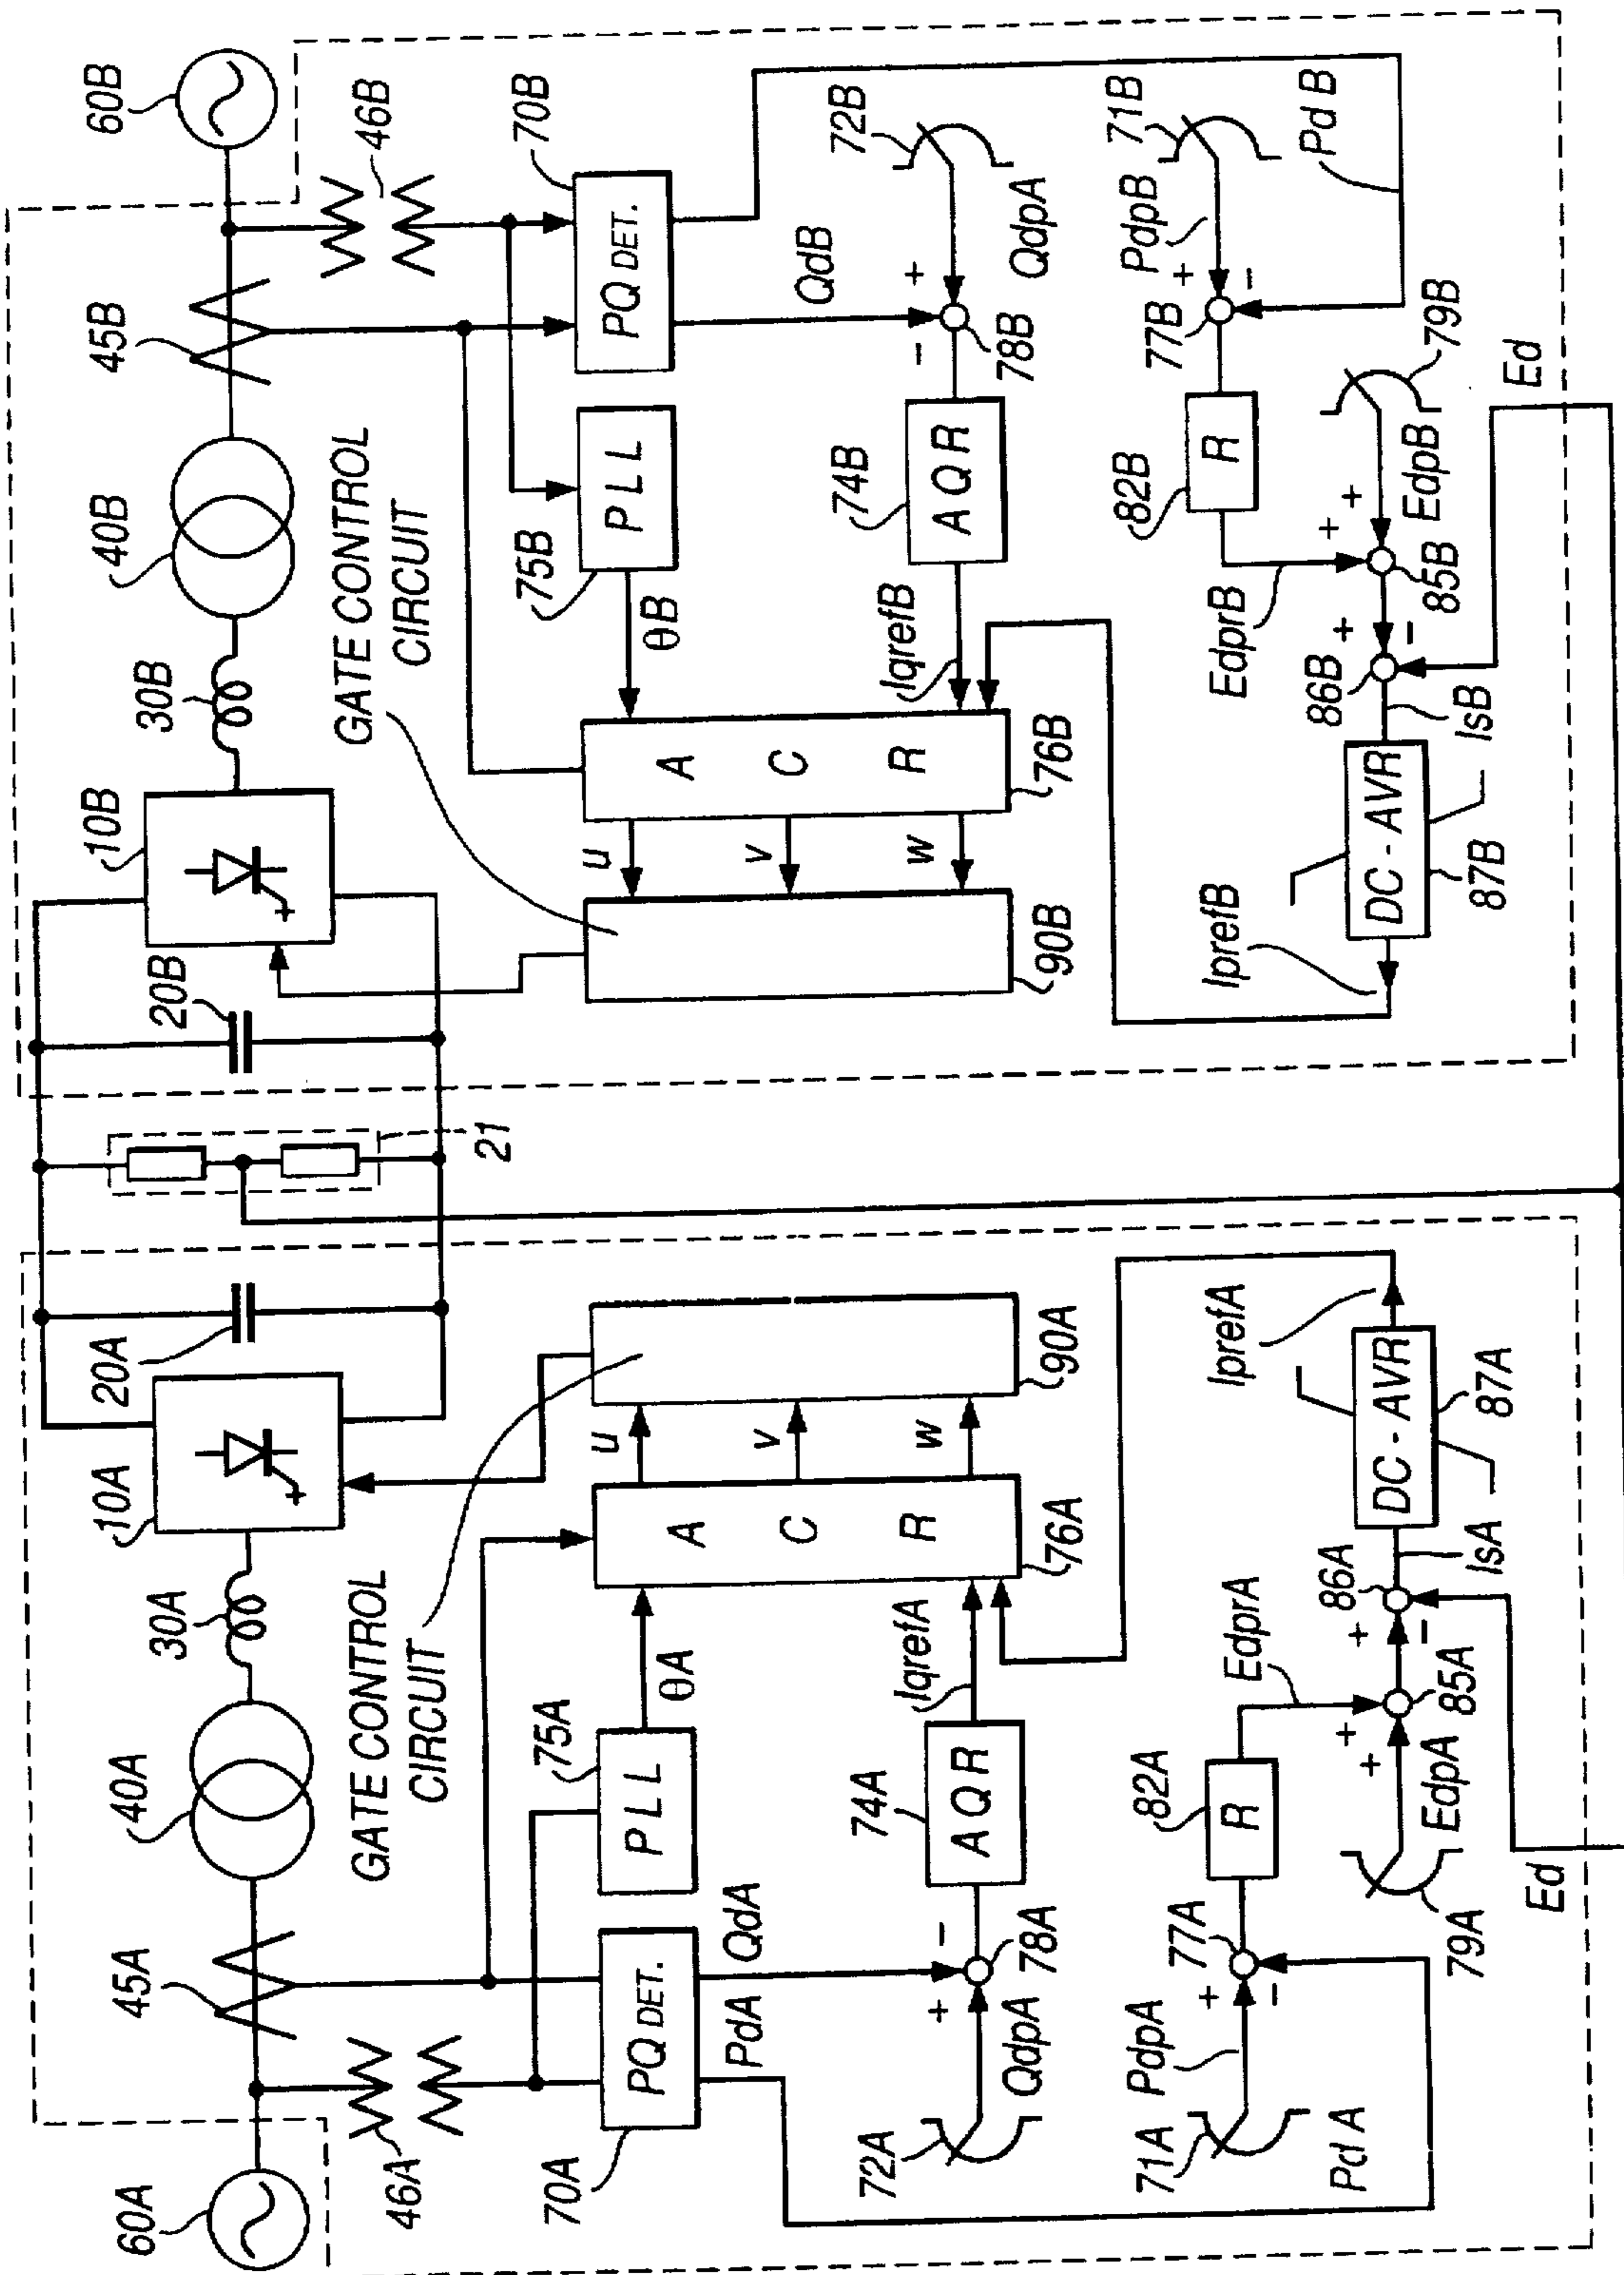 60A
45A
46A
40A
30A
10A
20A
21
20B
10B
30B
40B
45B
46B
60B
GATE CONTROL
CIRCUIT
GATE CONTROL
CIRCUIT
70A
PQ DET.
PdA
QdA
75A
PLL
θA
A C R
76A
u
v
w
90A
90B
u
v
w
A C R
76B
θB
75B
PLL
70B
PQ DET.
QdB
72A
QdpA
+
-
78A
74A
AQR
IqrefA
IqrefB
74B
AQR
-
+
78B
QdpA
72B
71A
PdpA
+
-
77A
PdA
82A
R
EdprA
79A
EdpA
+
+
85A
+
-
86A
IsA
DC - AVR
87A
IprefA
Ed
IprefB
DC - AVR
87B
IsB
86B
+
-
85B
+
+
EdpB
79B
EdprB
82B
R
77B
+
-
PdpB
71B
Pd B
Ed